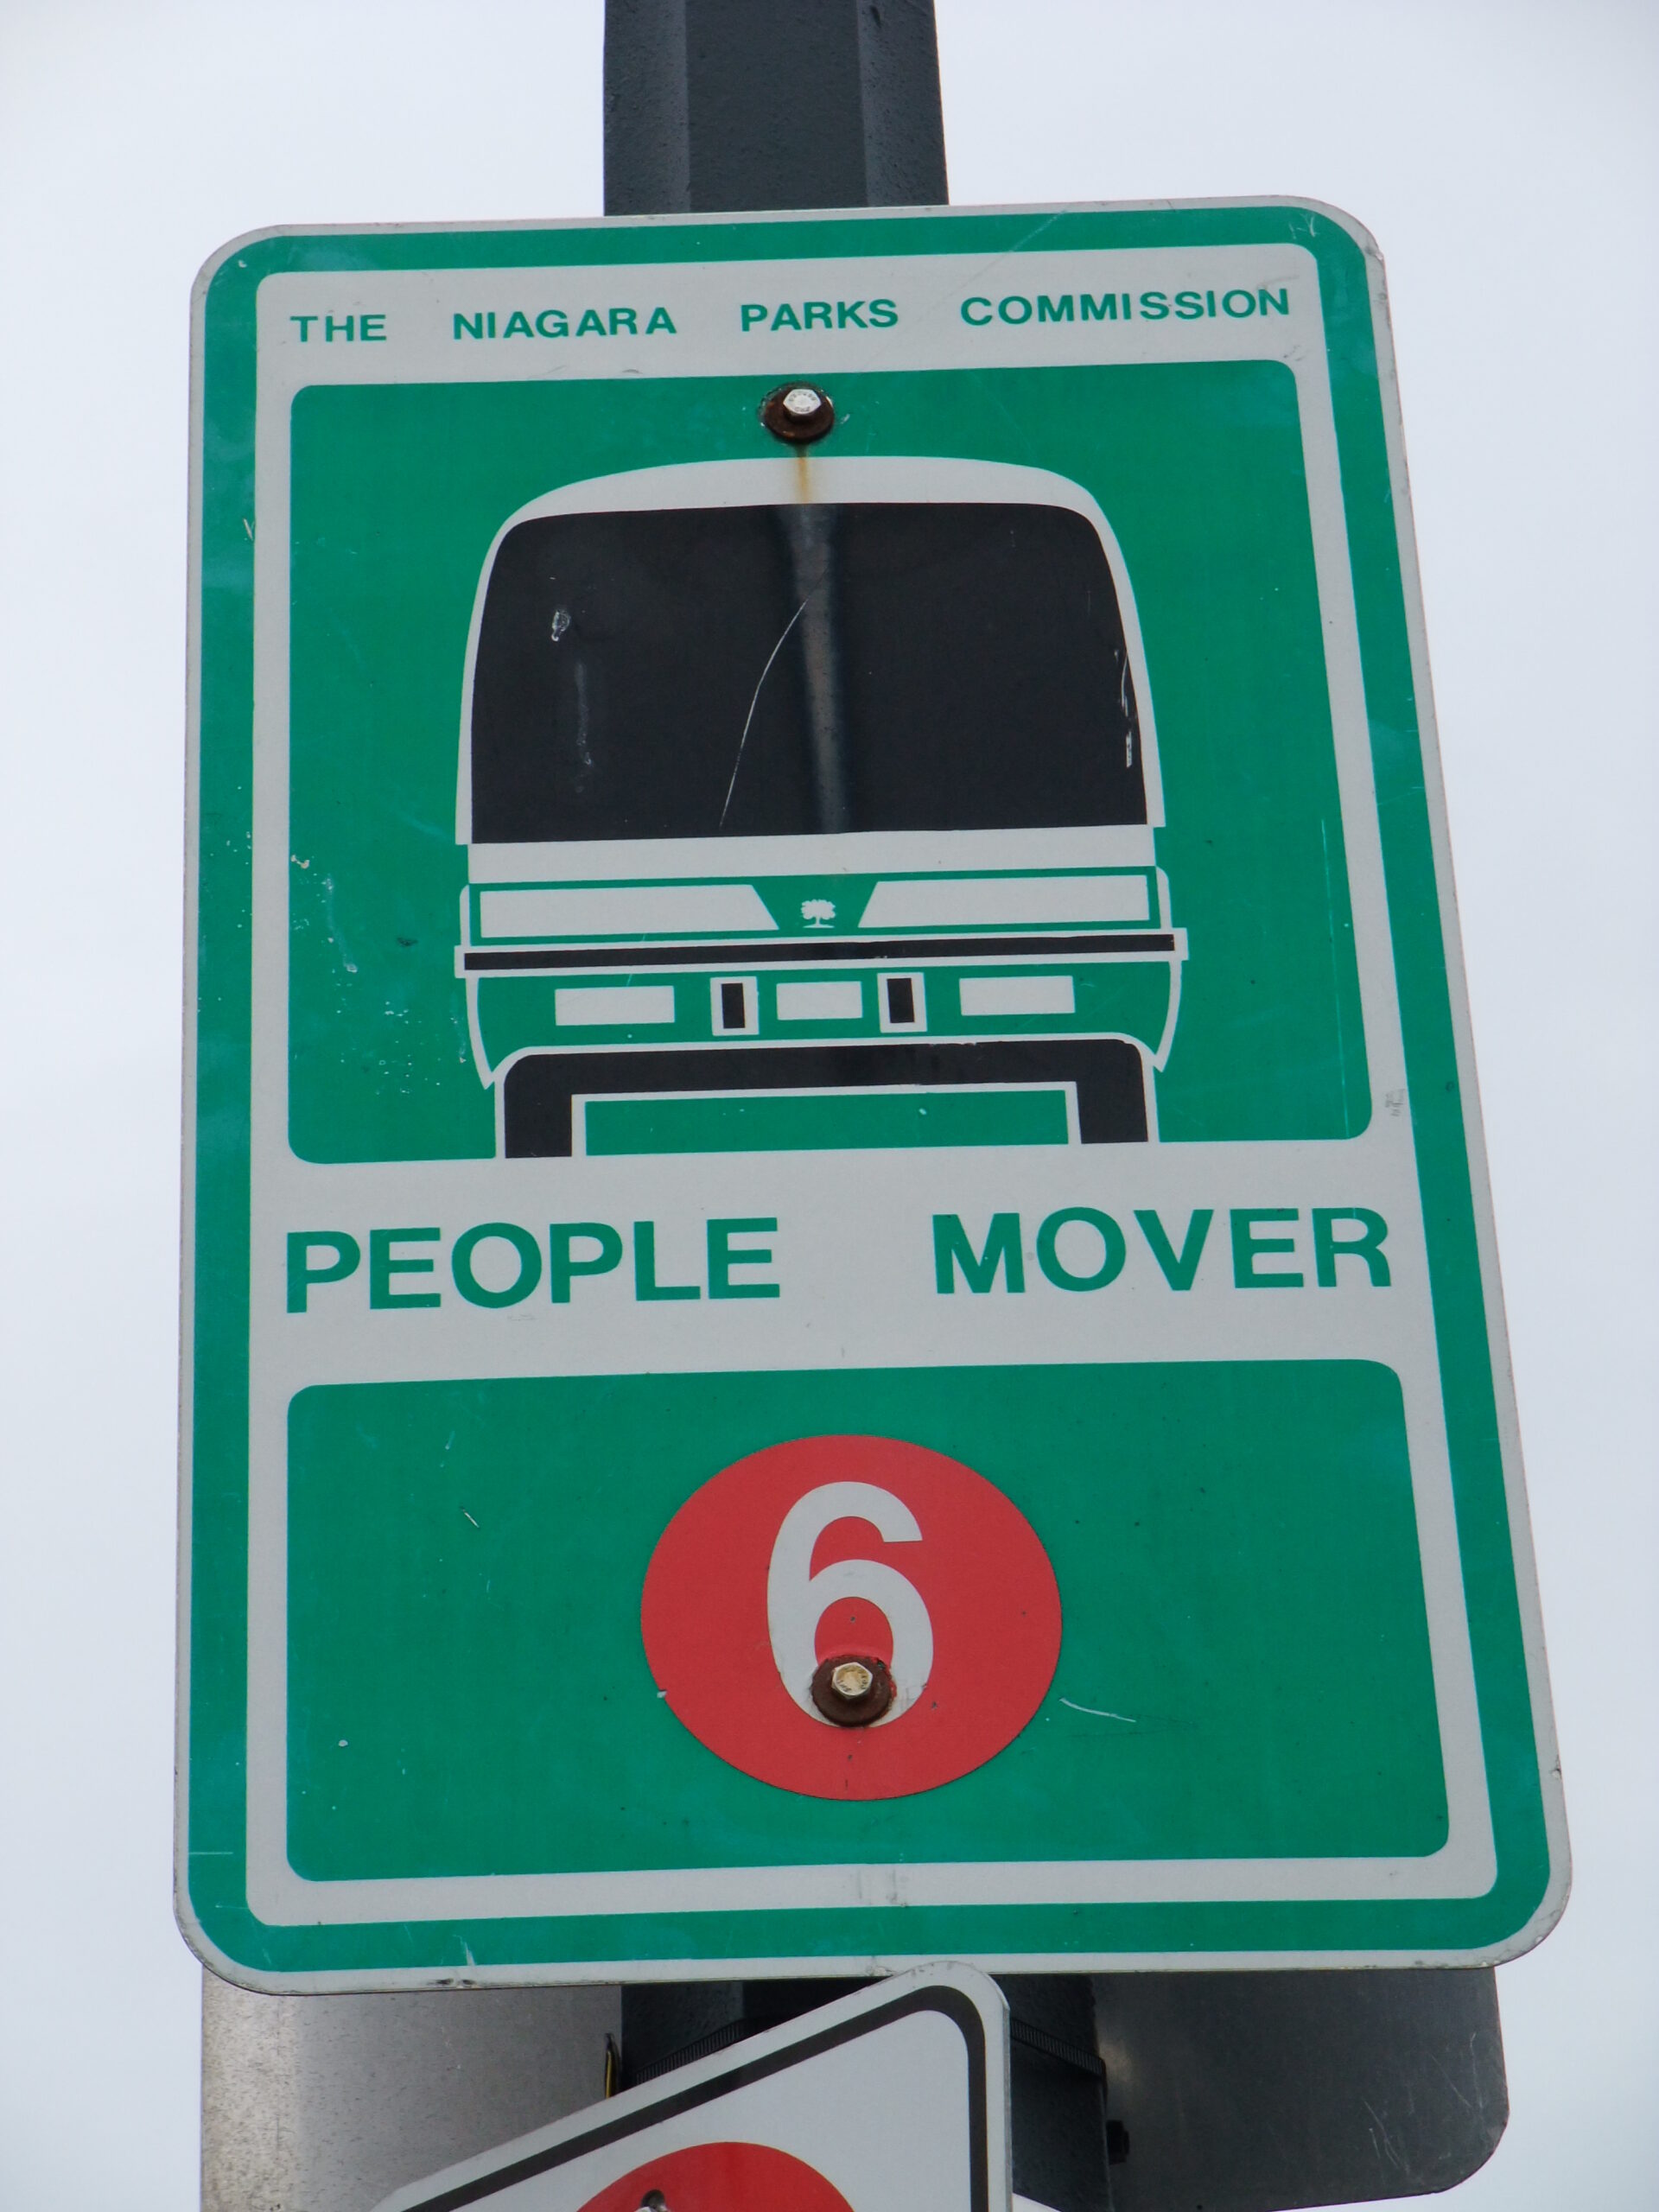 THE NIAGARA PARKS COMMISSION
PEOPLE MOVER
6